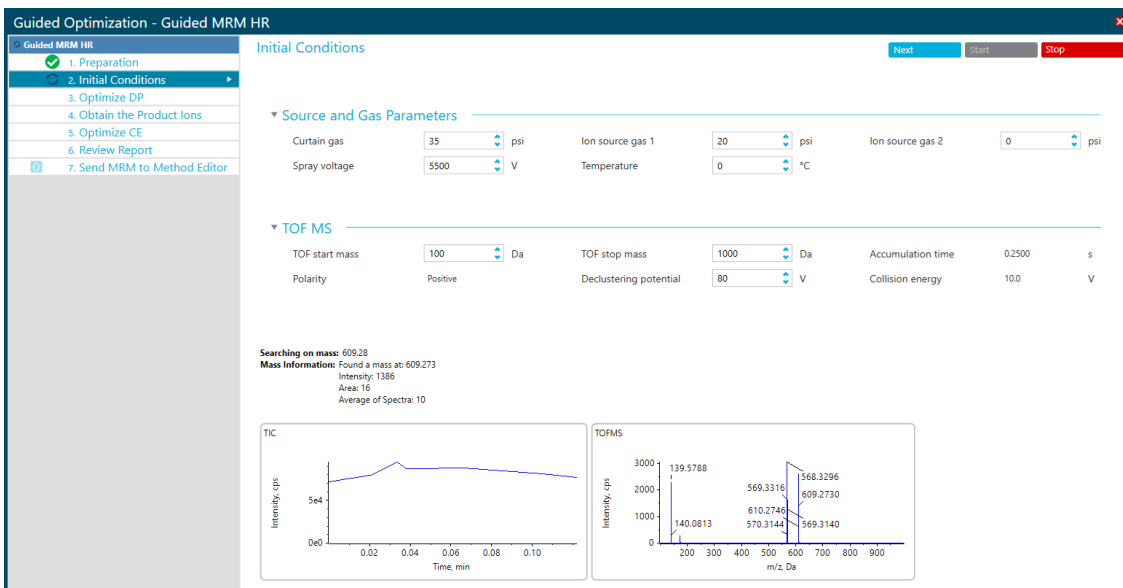 Guided Optimization - Guided MRM HR
Guided MRM HR
1. Preparation
2. Initial Conditions
3. Optimize DP
4. Obtain the Product Ions
5. Optimize CE
6. Review Report
7. Send MRM to Method Editor
Initial Conditions
Next Start Stop
Source and Gas Parameters
Curtain gas 35 psi Ion source gas 1 20 psi Ion source gas 2 0 psi
Spray voltage 5500 V Temperature 0 °C
TOF MS
TOF start mass 100 Da TOF stop mass 1000 Da Accumulation time 0.2500 s
Polarity Positive Declustering potential 80 V Collision energy 10.0 V
Searching on mass: 609.28
Mass Information: Found a mass at: 609.273
Intensity: 1386
Area: 16
Average of Spectra: 10
TIC
Intensity, cps
5e4
0e0
0.02 0.04 0.06 0.08 0.10
Time, min
TOFMS
Intensity, cps
3000
2000
1000
0
139.5788
140.0813
568.3296
569.3316
609.2730
610.2746
570.3144 569.3140
200 300 400 500 600 700 800 900
m/z, Da